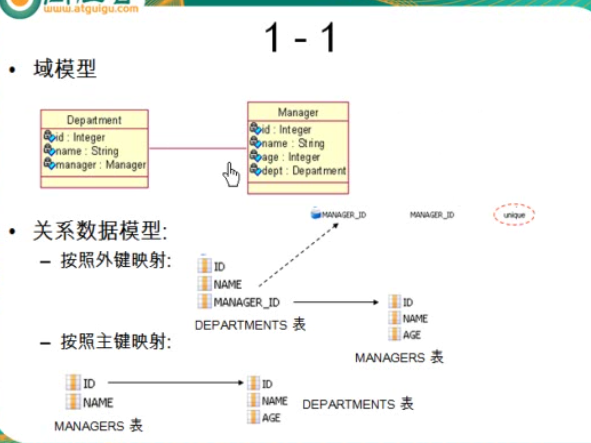 www.atguigu.com
1 - 1
• 域模型
Department
id : Integer
name : String
manager : Manager
Manager
id : Integer
name : String
age : Integer
dept : Department
• 关系数据模型:
MANAGER_ID
MANAGER_ID
unique
– 按照外键映射:
ID
NAME
MANAGER_ID
DEPARTMENTS 表
ID
NAME
AGE
MANAGERS 表
– 按照主键映射:
ID
NAME
MANAGERS 表
ID
NAME
AGE
DEPARTMENTS 表